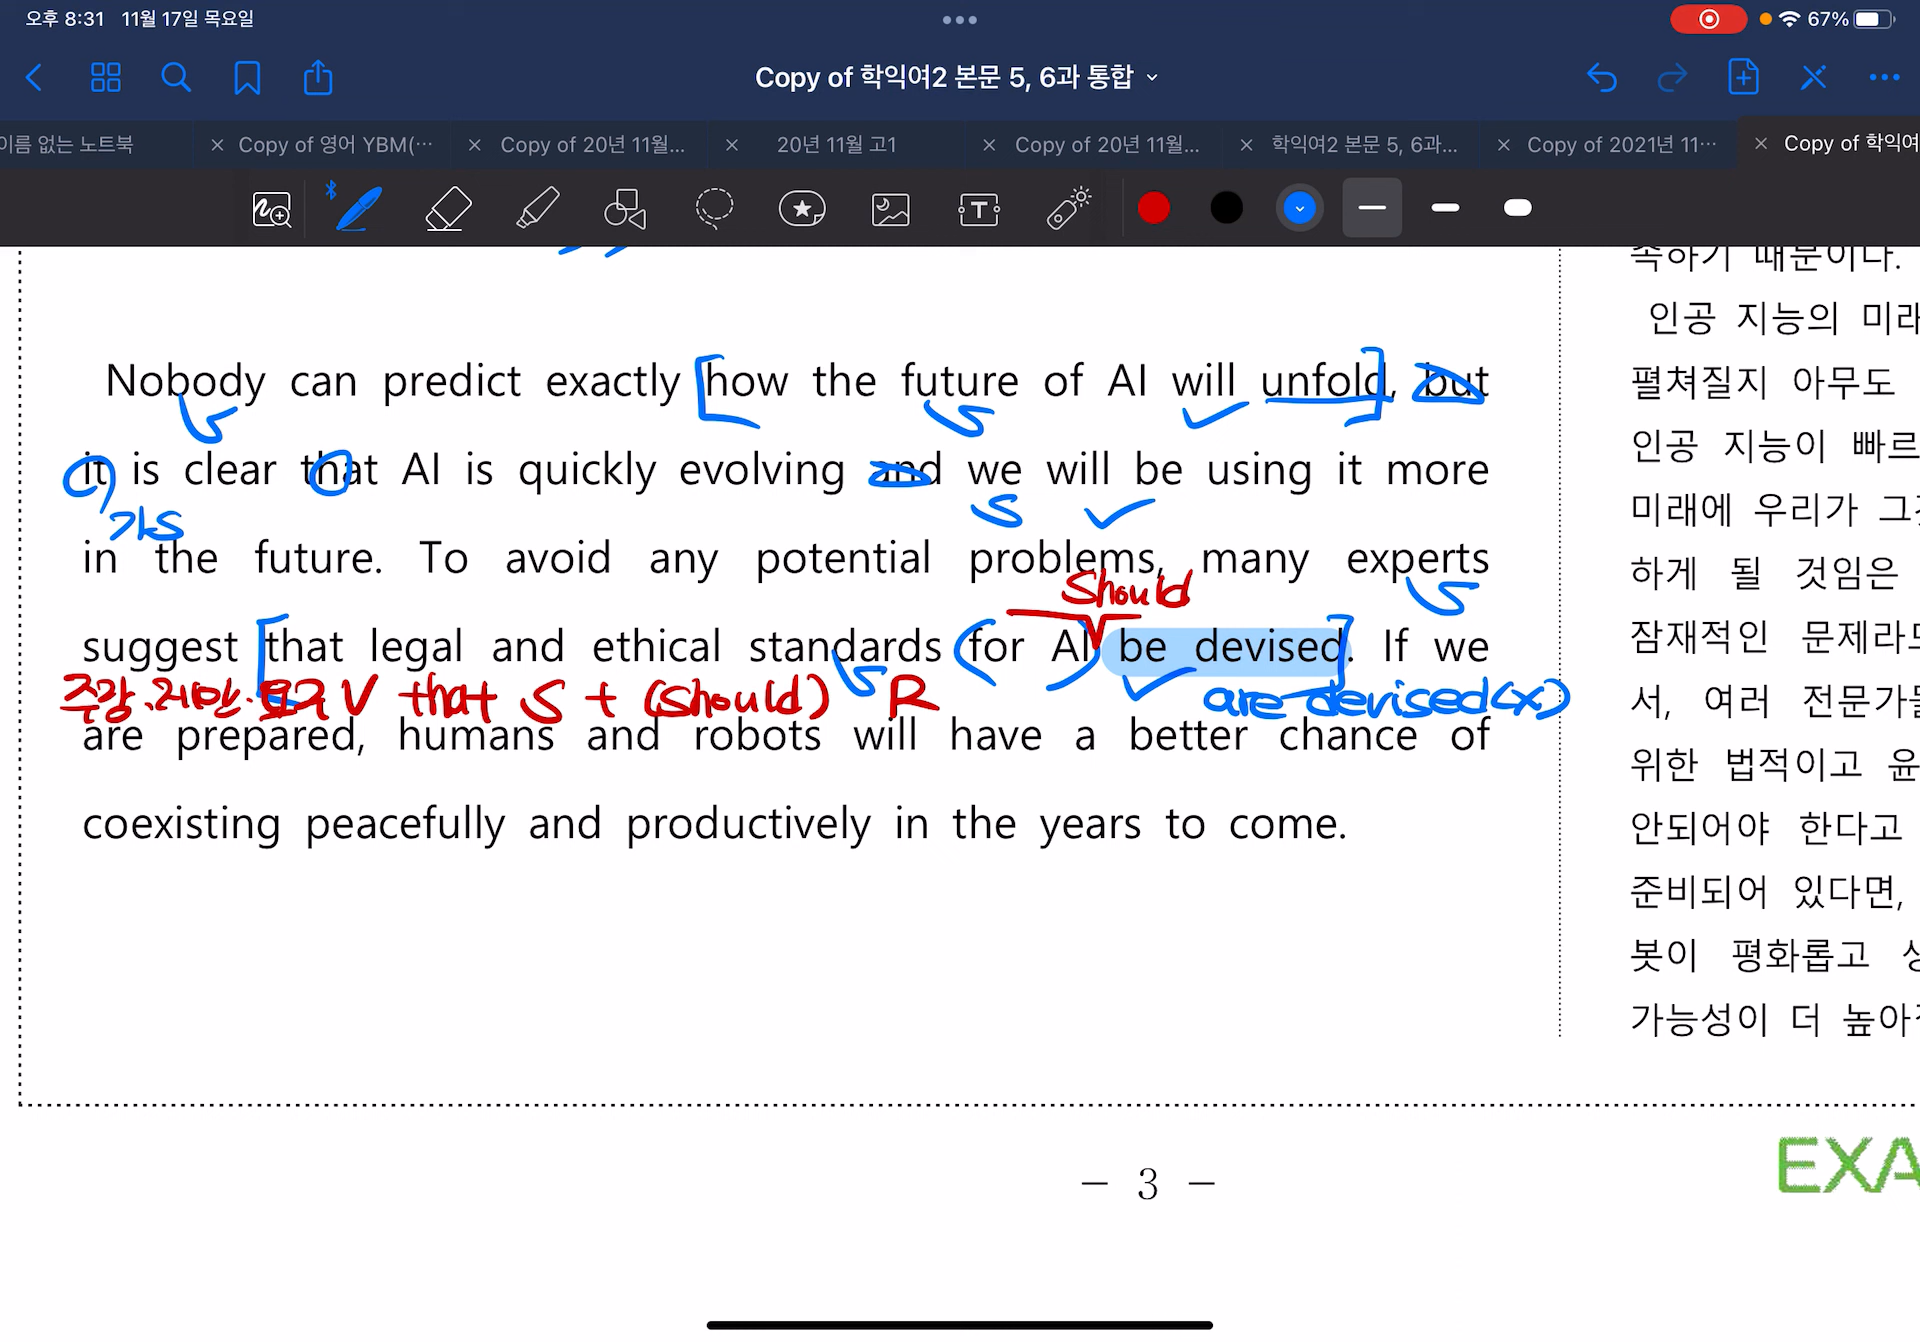 오후 8:31 11월 17일 목요일
67%
Copy of 학익여2 본문 5, 6과 통합
이름 없는 노트북
Copy of 영어 YBM(…
Copy of 20년 11월...
20년 11월 고1
Copy of 20년 11월...
학익여2 본문 5, 6과...
Copy of 2021년 11…
Copy of 학익여
Nobody can predict exactly [how the future of AI will unfold], but
S
it is clear that AI is quickly evolving and we will be using it more
가S S
in the future. To avoid any potential problems, many experts
should S
suggest [that legal and ethical standards (for AI) be devised]. If we
주장.제안.요구V that S + (should) R S are devised(x)
are prepared, humans and robots will have a better chance of
coexisting peacefully and productively in the years to come.
속하기 때문이다.
인공 지능의 미래
펼쳐질지 아무도
인공 지능이 빠르
미래에 우리가 그것
하게 될 것임은
잠재적인 문제라도
서, 여러 전문가들
위한 법적이고 윤
안되어야 한다고
준비되어 있다면,
봇이 평화롭고 생
가능성이 더 높아
- 3 -
EXA